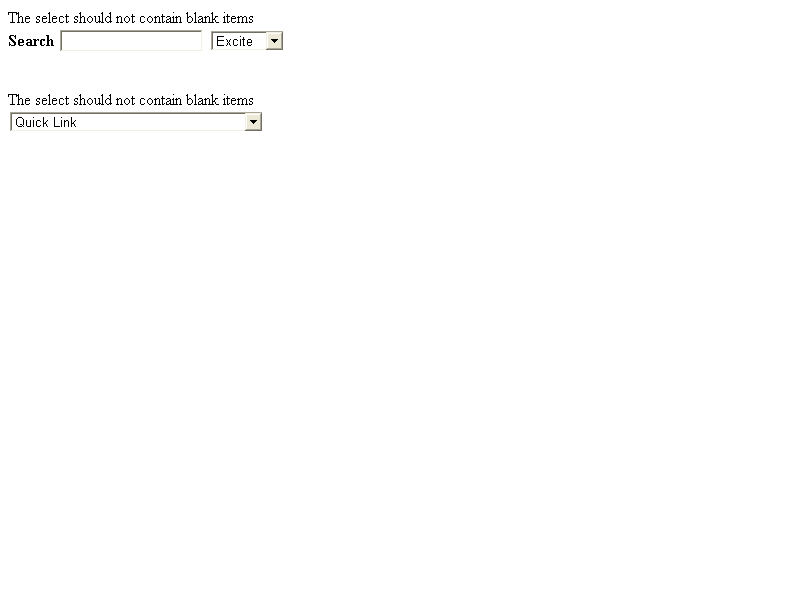 The select should not contain blank items
Search Excite
The select should not contain blank items
Quick Link